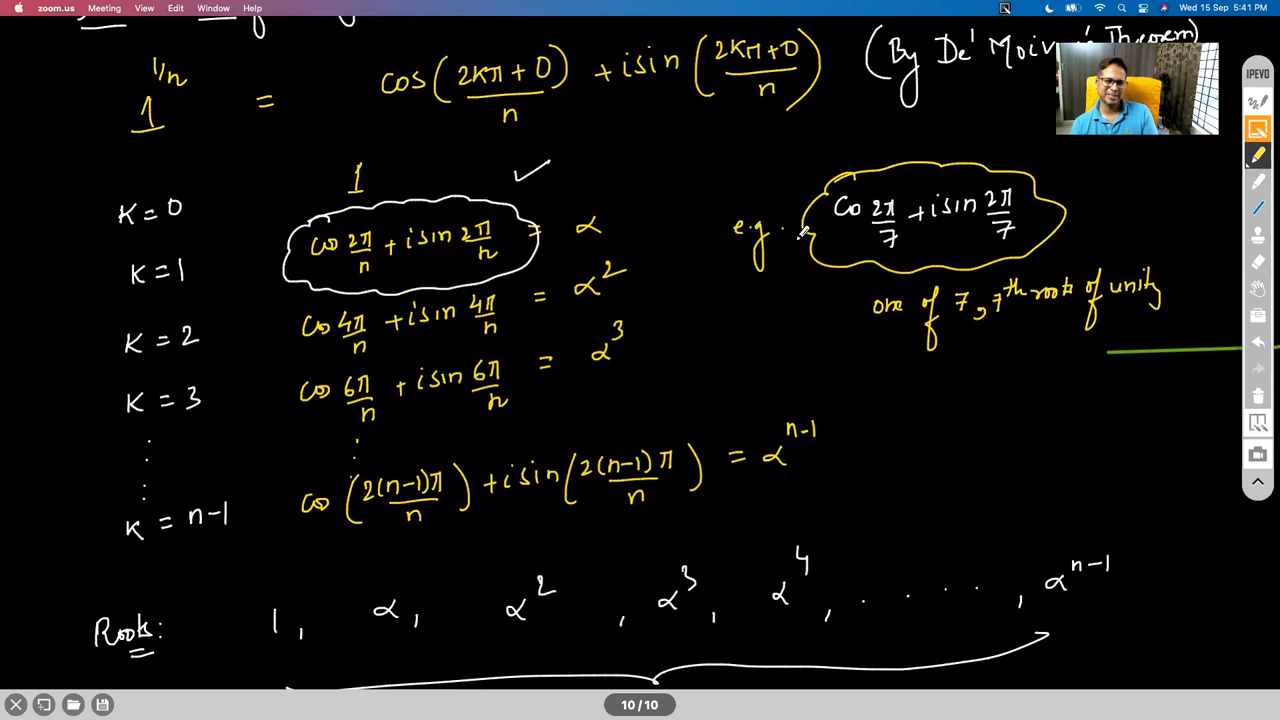 zoom.us Meeting View Edit Window Help Wed 15 Sep 5:41 PM
1^(1/n) = cos((2Kπ + 0)/n) + i sin((2Kπ + 0)/n) (By De' Theorem)
K = 0 1 ✓
K = 1 cos 2π/n + i sin 2π/n = α e.g. Cos 2π/7 + i sin 2π/7
K = 2 cos 4π/n + i sin 4π/n = α² one of 7, 7th roots of unity
K = 3 cos 6π/n + i sin 6π/n = α³
K = n-1 cos(2(n-1)π/n) + i sin(2(n-1)π/n) = α^(n-1)
Roots: 1, α, α², α³, α⁴, . . . . , α^(n-1)
IPEVO
10 / 10